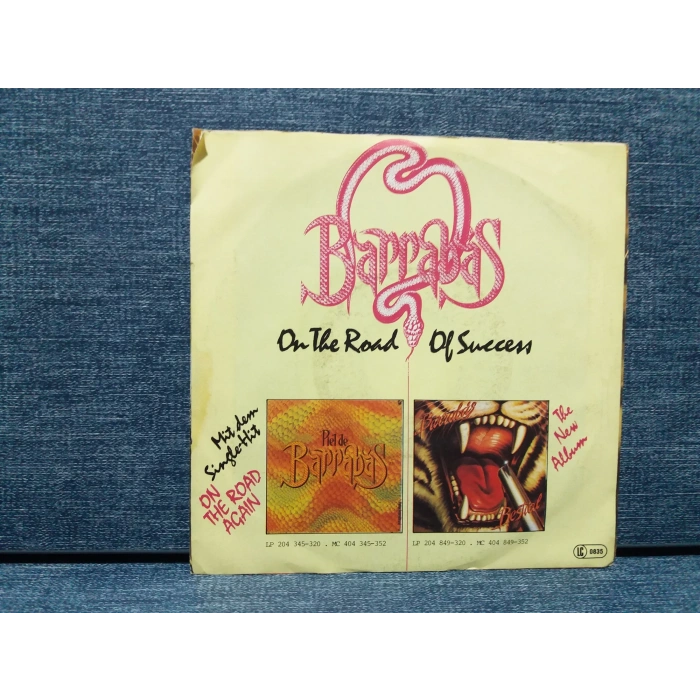 Barrabas
On The Road Of Success
Mit dem
Single-Hit
ON
THE ROAD
AGAIN
Piel de
Barrabas
Barrabas
Bestial
The
New
Album
LP 204 345-320 . MC 404 345-352
LP 204 849-320 . MC 404 849-352
LC 0835